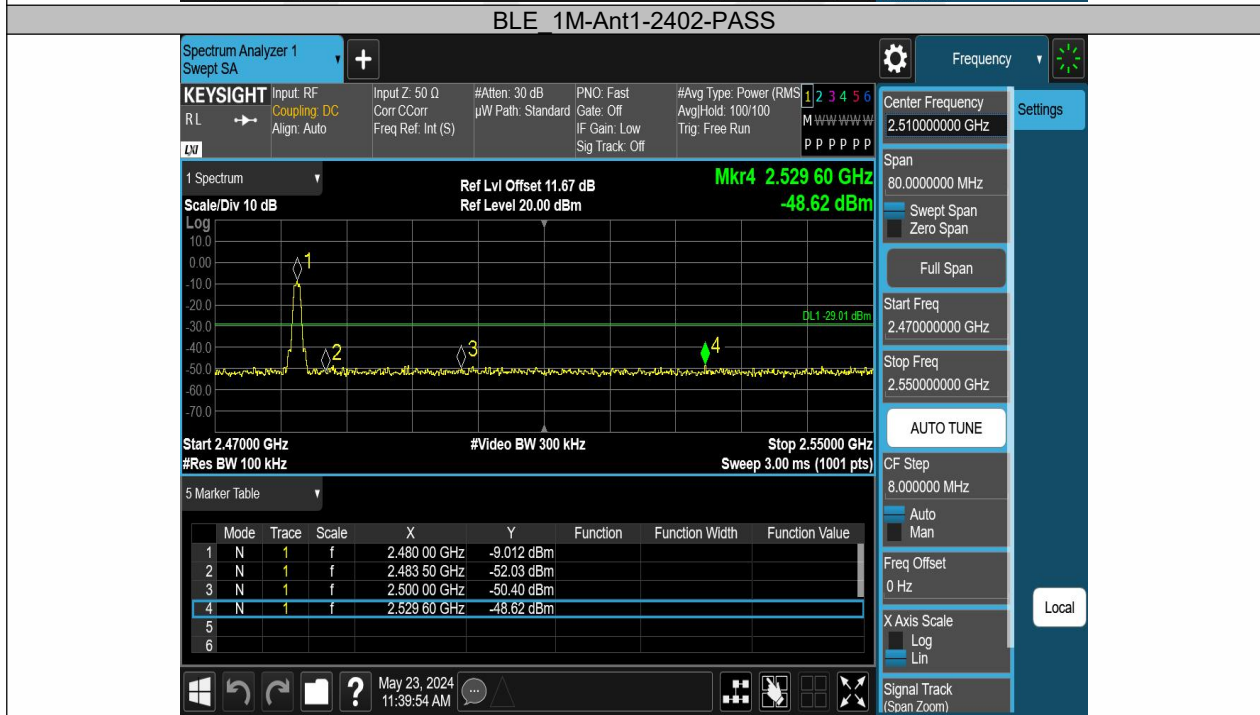 BLE_1M-Ant1-2402-PASS
Spectrum Analyzer 1
Swept SA
+
Frequency
KEYSIGHT
RL
LXI
Input: RF
Coupling: DC
Align: Auto
Input Z: 50 Ω
Corr CCorr
Freq Ref: Int (S)
#Atten: 30 dB
µW Path: Standard
PNO: Fast
Gate: Off
IF Gain: Low
Sig Track: Off
#Avg Type: Power (RMS
Avg|Hold: 100/100
Trig: Free Run
1 2 3 4 5 6
M W W W W W
P P P P P P
Center Frequency
2.510000000 GHz
Settings
Span
80.0000000 MHz
Swept Span
Zero Span
Full Span
Start Freq
2.470000000 GHz
Stop Freq
2.550000000 GHz
AUTO TUNE
CF Step
8.000000 MHz
Auto
Man
Freq Offset
0 Hz
X Axis Scale
Log
Lin
Local
Signal Track
(Span Zoom)
1 Spectrum
Scale/Div 10 dB
Ref Lvl Offset 11.67 dB
Ref Level 20.00 dBm
Mkr4 2.529 60 GHz
-48.62 dBm
Log
10.0
0.00
-10.0
-20.0
-30.0
-40.0
-50.0
-60.0
-70.0
1
2
3
4
DL1 -29.01 dBm
Start 2.47000 GHz
#Res BW 100 kHz
#Video BW 300 kHz
Stop 2.55000 GHz
Sweep 3.00 ms (1001 pts)
5 Marker Table
Mode Trace Scale X Y Function Function Width Function Value
1 N 1 f 2.480 00 GHz -9.012 dBm
2 N 1 f 2.483 50 GHz -52.03 dBm
3 N 1 f 2.500 00 GHz -50.40 dBm
4 N 1 f 2.529 60 GHz -48.62 dBm
5
6
?
May 23, 2024
11:39:54 AM